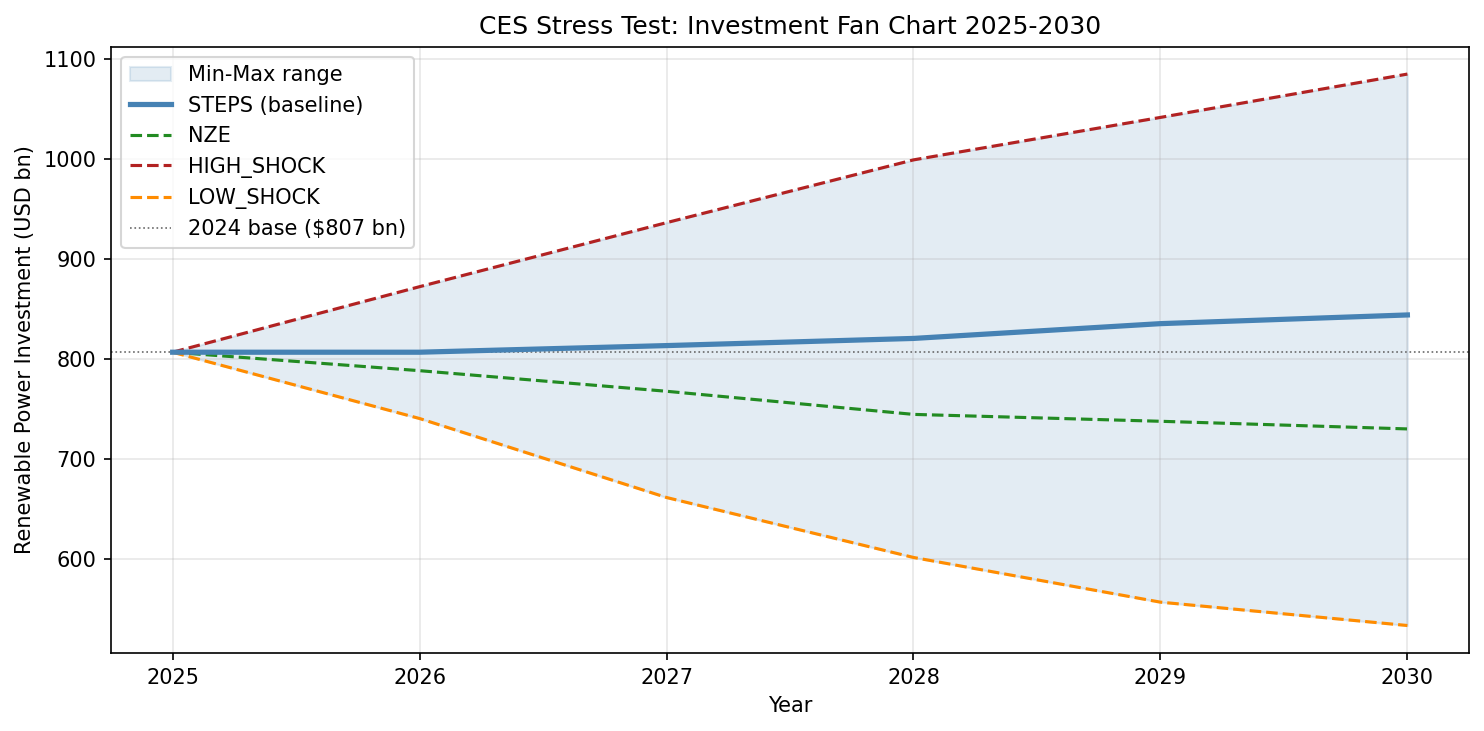 CES Stress Test: Investment Fan Chart 2025-2030
Renewable Power Investment (USD bn)
1100
1000
900
800
700
600
Min-Max range
STEPS (baseline)
NZE
HIGH_SHOCK
LOW_SHOCK
2024 base ($807 bn)
2025
2026
2027
2028
2029
2030
Year